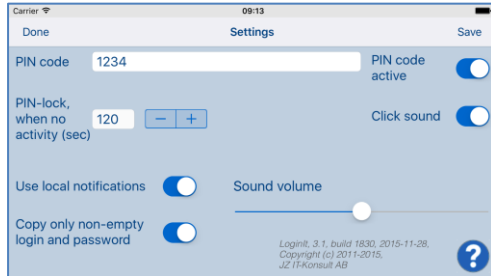 Carrier 09:13
Done Settings Save
PIN code 1234 PIN code
active
PIN-lock,
when no
activity (sec) 120 − + Click sound
Use local notifications Sound volume
Copy only non-empty
login and password
LoginIt, 3.1, build 1830, 2015-11-28,
Copyright (c) 2011-
2015,
JZ IT-Konsult AB
?